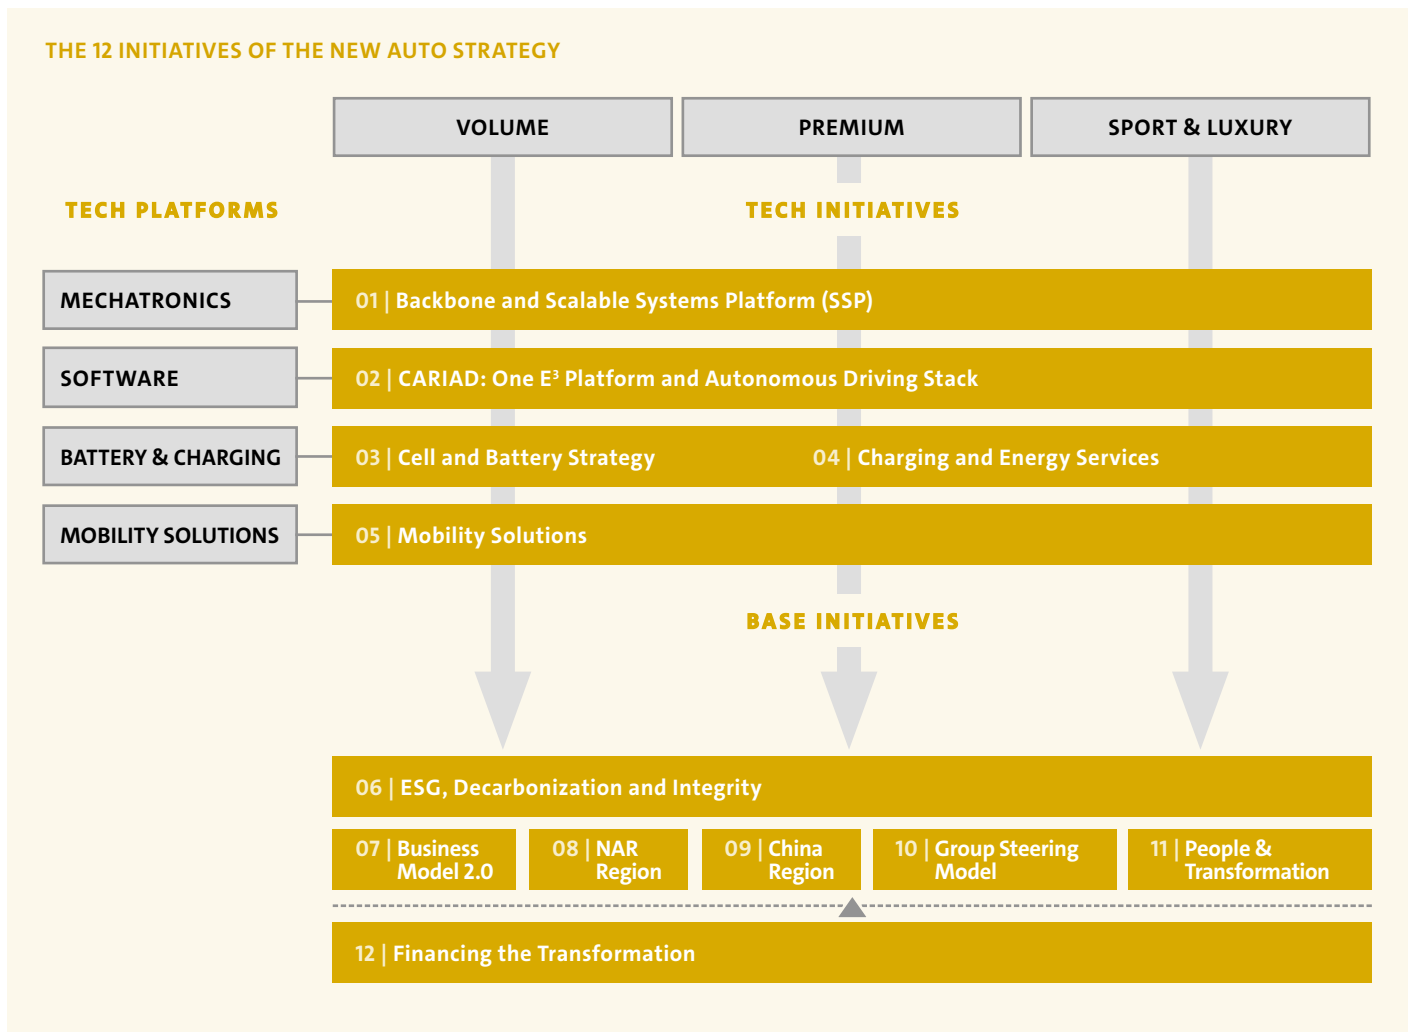 THE 12 INITIATIVES OF THE NEW AUTO STRATEGY
VOLUME
PREMIUM
SPORT & LUXURY
TECH PLATFORMS
TECH INITIATIVES
MECHATRONICS
01 | Backbone and Scalable Systems Platform (SSP)
SOFTWARE
02 | CARIAD: One E³ Platform and Autonomous Driving Stack
BATTERY & CHARGING
03 | Cell and Battery Strategy
04 | Charging and Energy Services
MOBILITY SOLUTIONS
05 | Mobility Solutions
BASE INITIATIVES
06 | ESG, Decarbonization and Integrity
07 | Business
Model 2.0
08 | NAR
Region
09 | China
Region
10 | Group Steering
Model
11 | People &
Transformation
12 | Financing the Transformation